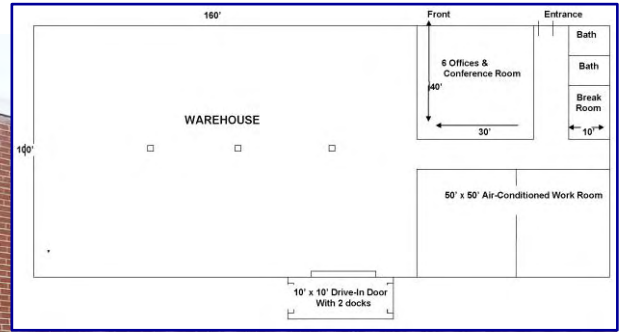 160'
Front
Entrance
Bath
6 Offices &
Conference Room
Bath
40'
Break
Room
WAREHOUSE
30'
10'
100'
50' x 50' Air-Conditioned Work Room
10' x 10' Drive-In Door
With 2 docks